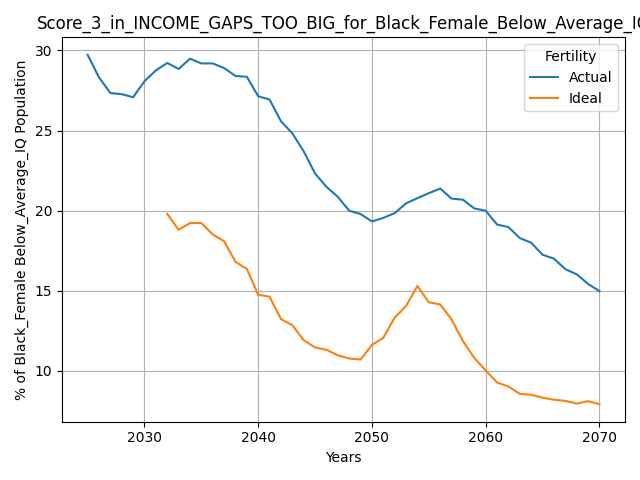 Score_3_in_INCOME_GAPS_TOO_BIG_for_Black_Female_Below_Average_IQ
30
25
20
15
10
% of Black_Female Below_Average_IQ Population
Fertility
Actual
Ideal
2030
2040
2050
2060
2070
Years